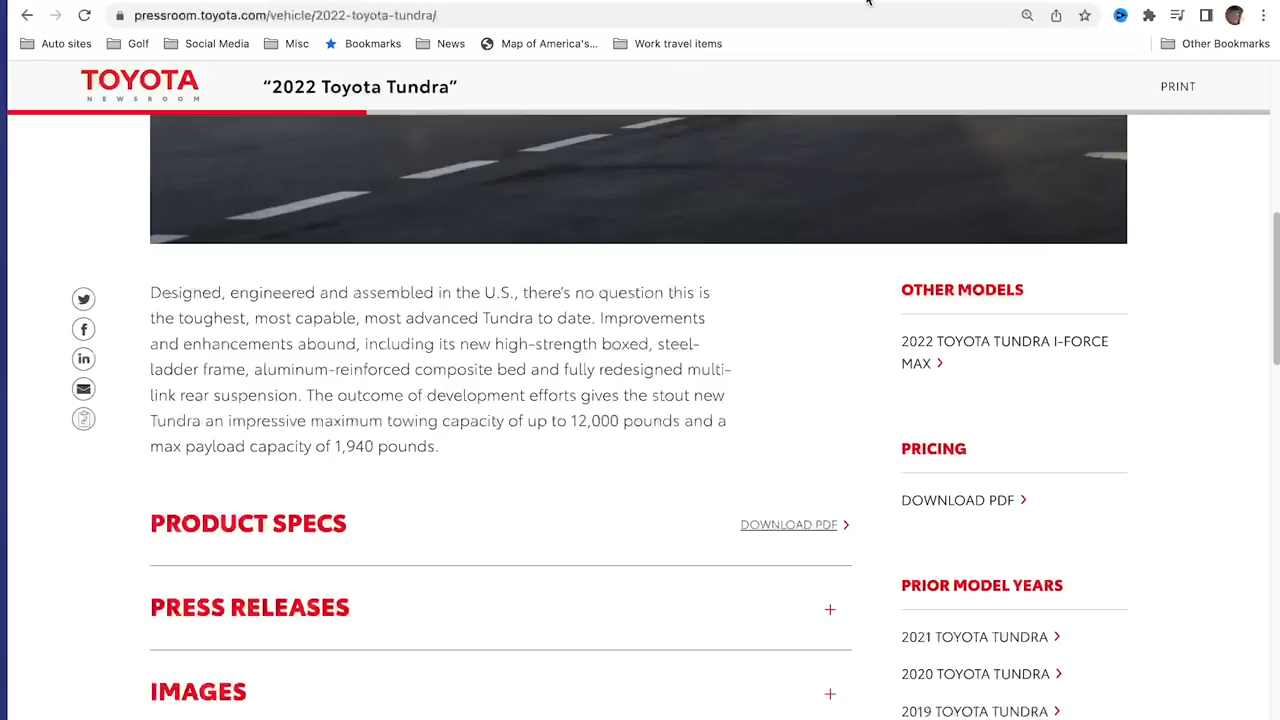 pressroom.toyota.com/vehicle/2022-toyota-tundra/
Auto sites Golf Social Media Misc Bookmarks News Map of America's... Work travel items Other Bookmarks
TOYOTA
NEWSROOM
“2022 Toyota Tundra”
PRINT
Designed, engineered and assembled in the U.S., there’s no question this is
the toughest, most capable, most advanced Tundra to date. Improvements
and enhancements abound, including its new high-strength boxed, steel-
ladder frame, aluminum-reinforced composite bed and fully redesigned multi-
link rear suspension. The outcome of development efforts gives the stout new
Tundra an impressive maximum towing capacity of up to 12,000 pounds and a
max payload capacity of 1,940 pounds.
PRODUCT SPECS
DOWNLOAD PDF
PRESS RELEASES
IMAGES
OTHER MODELS
2022 TOYOTA TUNDRA I-FORCE
MAX
PRICING
DOWNLOAD PDF
PRIOR MODEL YEARS
2021 TOYOTA TUNDRA
2020 TOYOTA TUNDRA
2019 TOYOTA TUNDRA